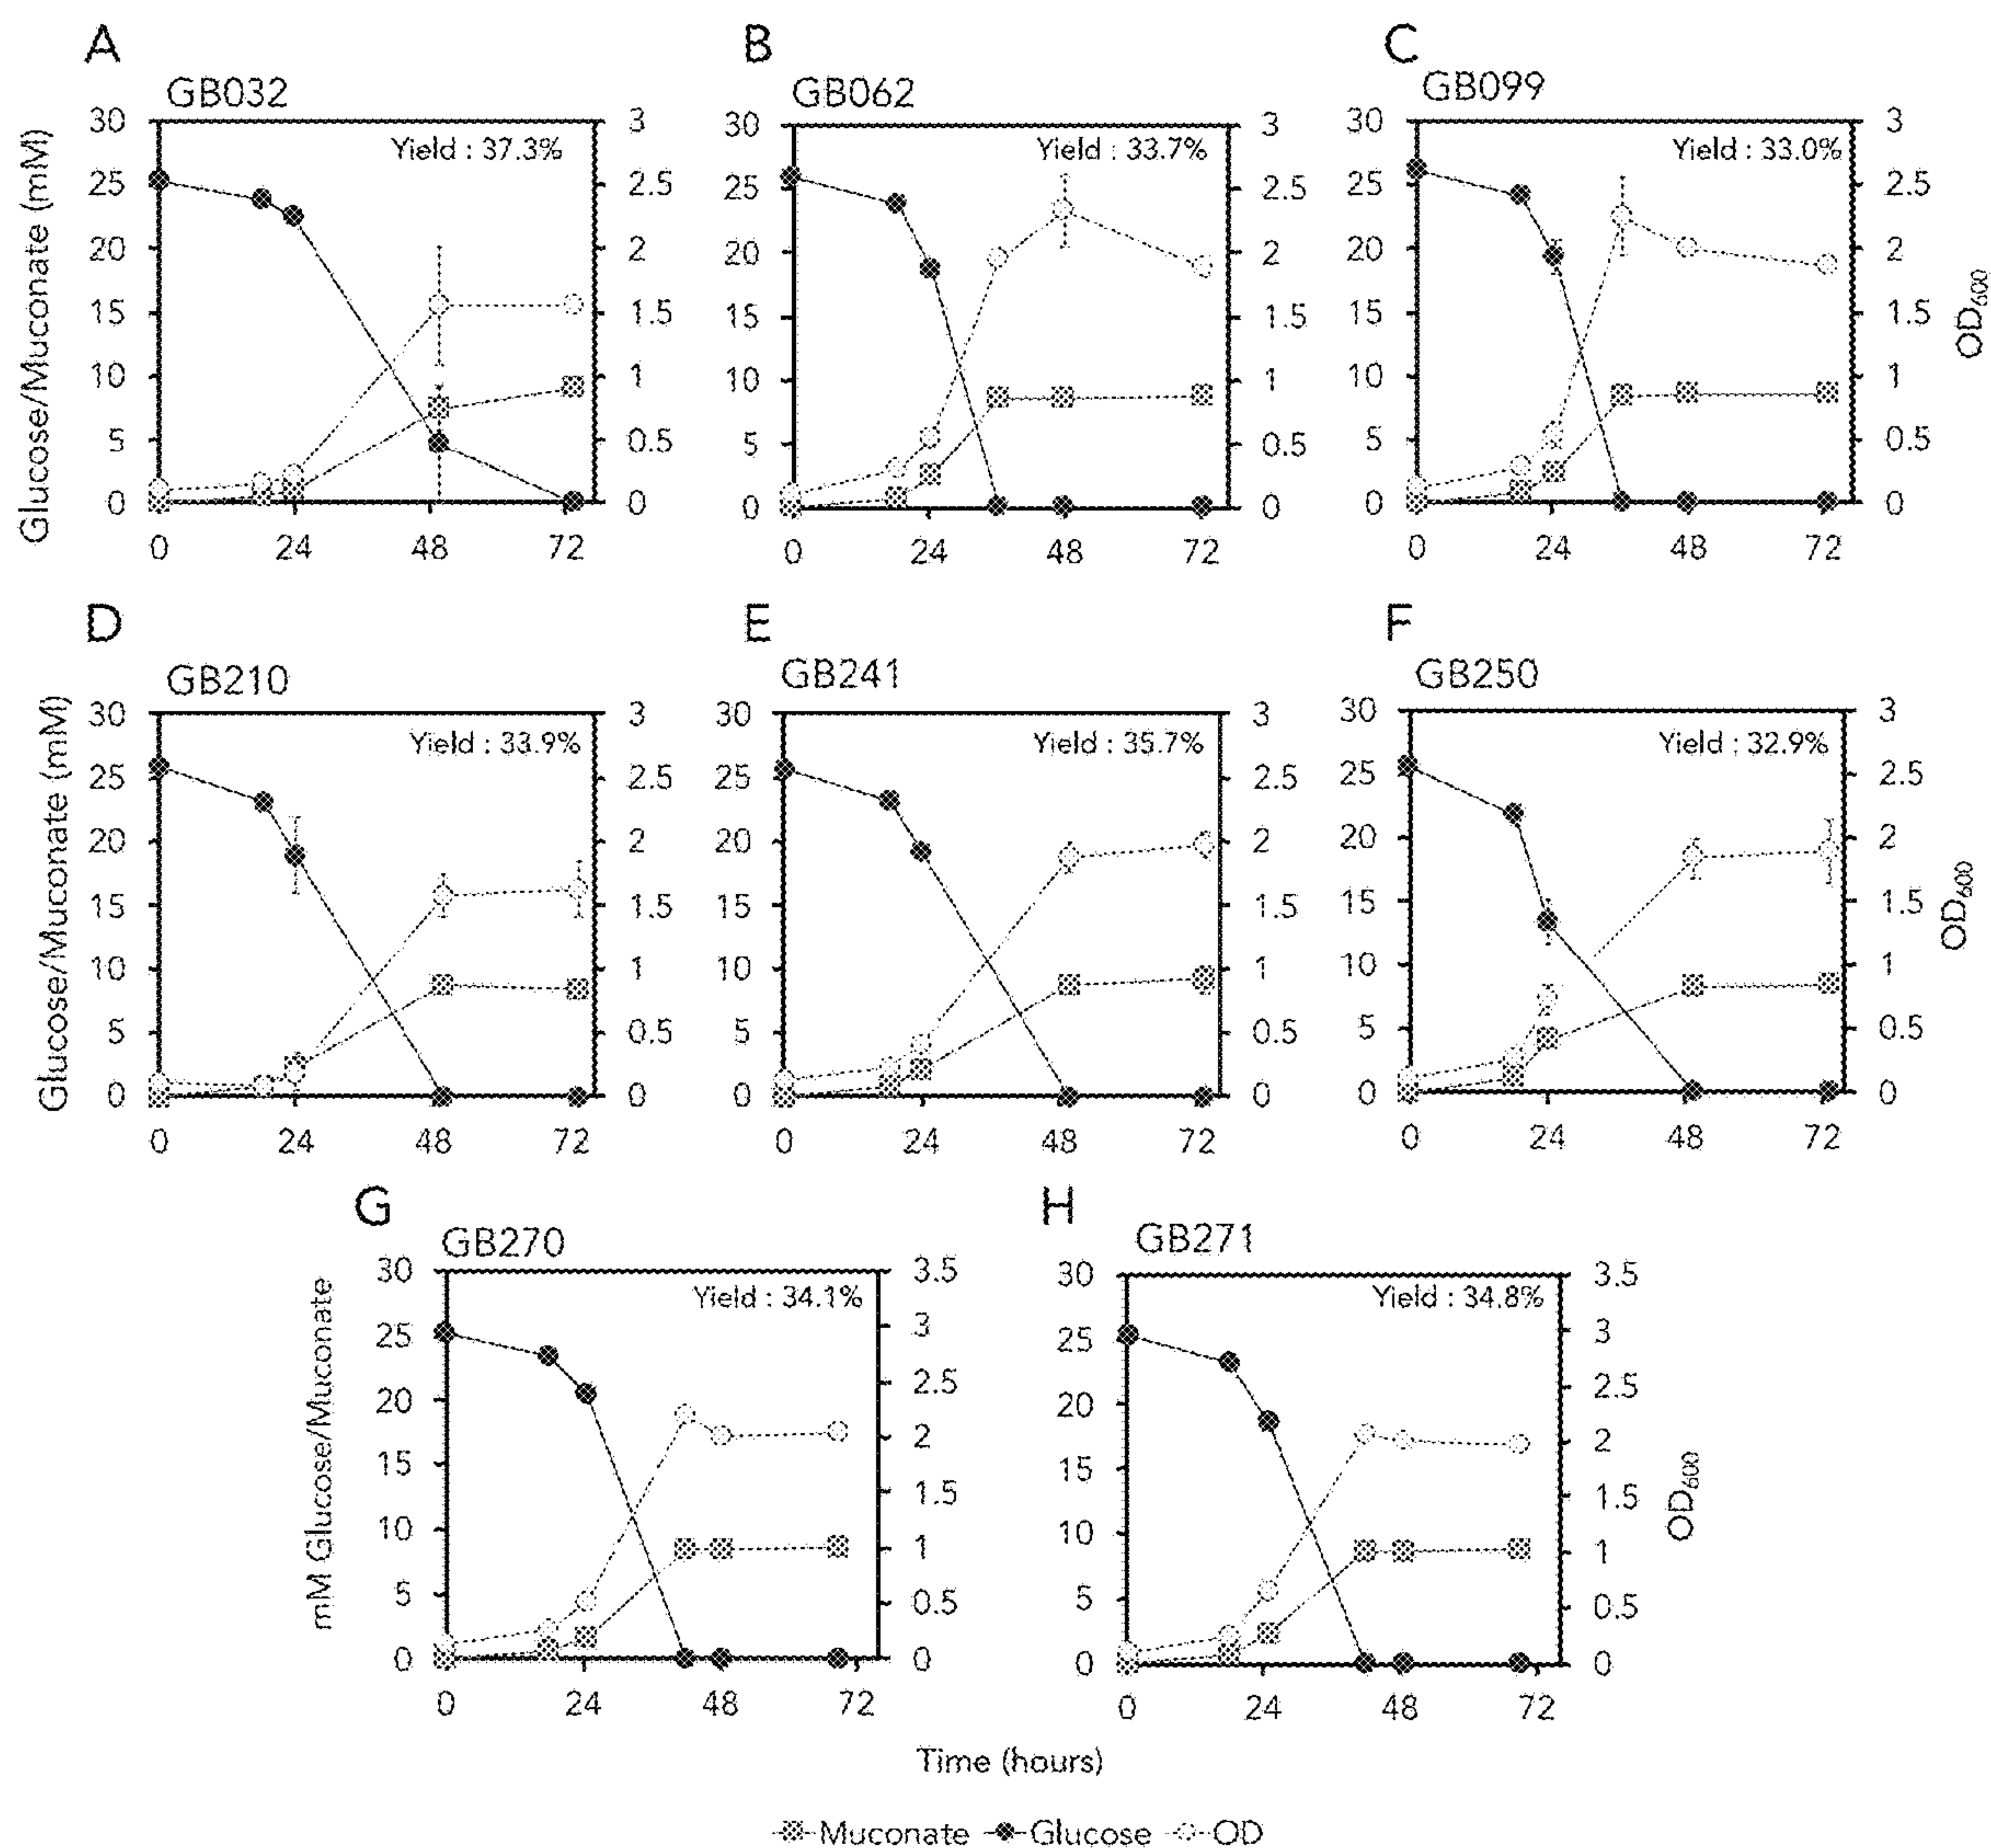 A
B
C
GB032
GB062
GB099
Glucose/Muconate (mM)
30
25
20
15
10
5
0
Yield : 37.3%
3
2.5
2
1.5
1
0.5
0
0 24 48 72
30
25
20
15
10
5
0
Yield : 33.7%
3
2.5
2
1.5
1
0.5
0
0 24 48 72
30
25
20
15
10
5
0
Yield : 33.0%
3
2.5
2
1.5
1
0.5
0
OD600
0 24 48 72
D
E
F
GB210
GB241
GB250
Glucose/Muconate (mM)
30
25
20
15
10
5
0
Yield : 33.9%
3
2.5
2
1.5
1
0.5
0
0 24 48 72
30
25
20
15
10
5
0
Yield : 35.7%
3
2.5
2
1.5
1
0.5
0
0 24 48 72
30
25
20
15
10
5
0
Yield : 32.9%
3
2.5
2
1.5
1
0.5
0
OD600
0 24 48 72
G
H
GB270
GB271
mM Glucose/Muconate
30
25
20
15
10
5
0
Yield : 34.1%
3.5
3
2.5
2
1.5
1
0.5
0
0 24 48 72
30
25
20
15
10
5
0
Yield : 34.8%
3.5
3
2.5
2
1.5
1
0.5
0
OD600
0 24 48 72
Time (hours)
Muconate Glucose OD